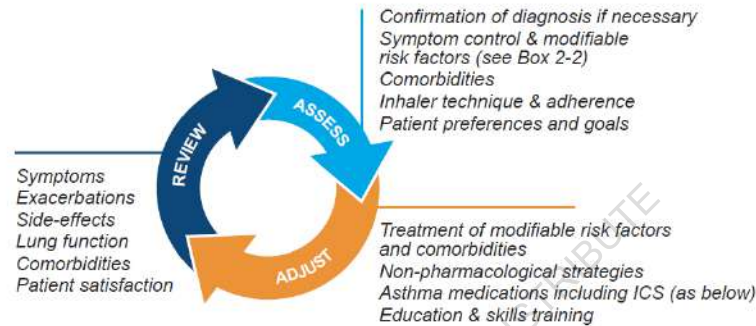 Confirmation of diagnosis if necessary
Symptom control & modifiable
risk factors (see Box 2-2)
Comorbidities
Inhaler technique & adherence
Patient preferences and goals
ASSESS
REVIEW
Symptoms
Exacerbations
Side-effects
Lung function
Comorbidities
Patient satisfaction
ADJUST
Treatment of modifiable risk factors
and comorbidities
Non-pharmacological strategies
Asthma medications including ICS (as below)
Education & skills training